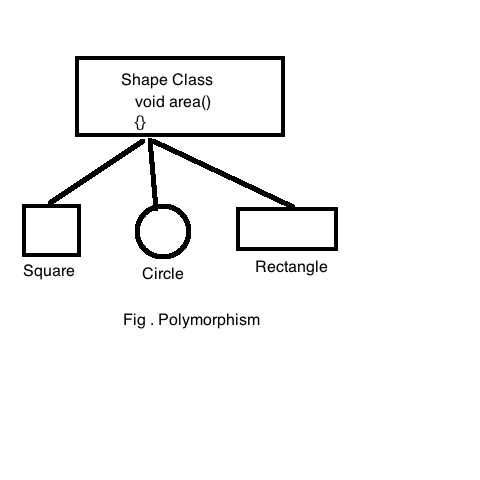 Shape Class
void area()
{}
Square
Circle
Rectangle
Fig . Polymorphism